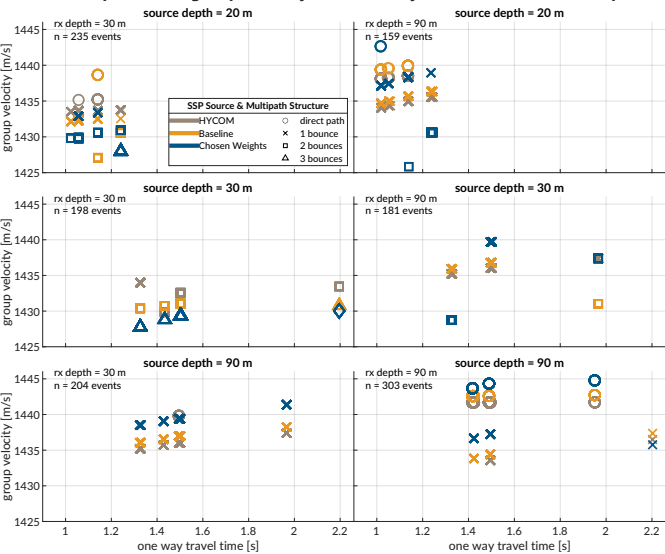 source depth = 20 m
source depth = 20 m
rx depth = 30 m
n = 235 events
rx depth = 90 m
n = 159 events
group velocity [m/s]
1445
1440
1435
1430
1425
SSP Source & Multipath Structure
HYCOM
direct path
Baseline
1 bounce
Chosen Weights
2 bounces
3 bounces
source depth = 30 m
source depth = 30 m
rx depth = 30 m
n = 198 events
rx depth = 90 m
n = 181 events
group velocity [m/s]
1445
1440
1435
1430
1425
source depth = 90 m
source depth = 90 m
rx depth = 30 m
n = 204 events
rx depth = 90 m
n = 303 events
group velocity [m/s]
1445
1440
1435
1430
1425
1 1.2 1.4 1.6 1.8 2 2.2
1 1.2 1.4 1.6 1.8 2 2.2
one way travel time [s]
one way travel time [s]